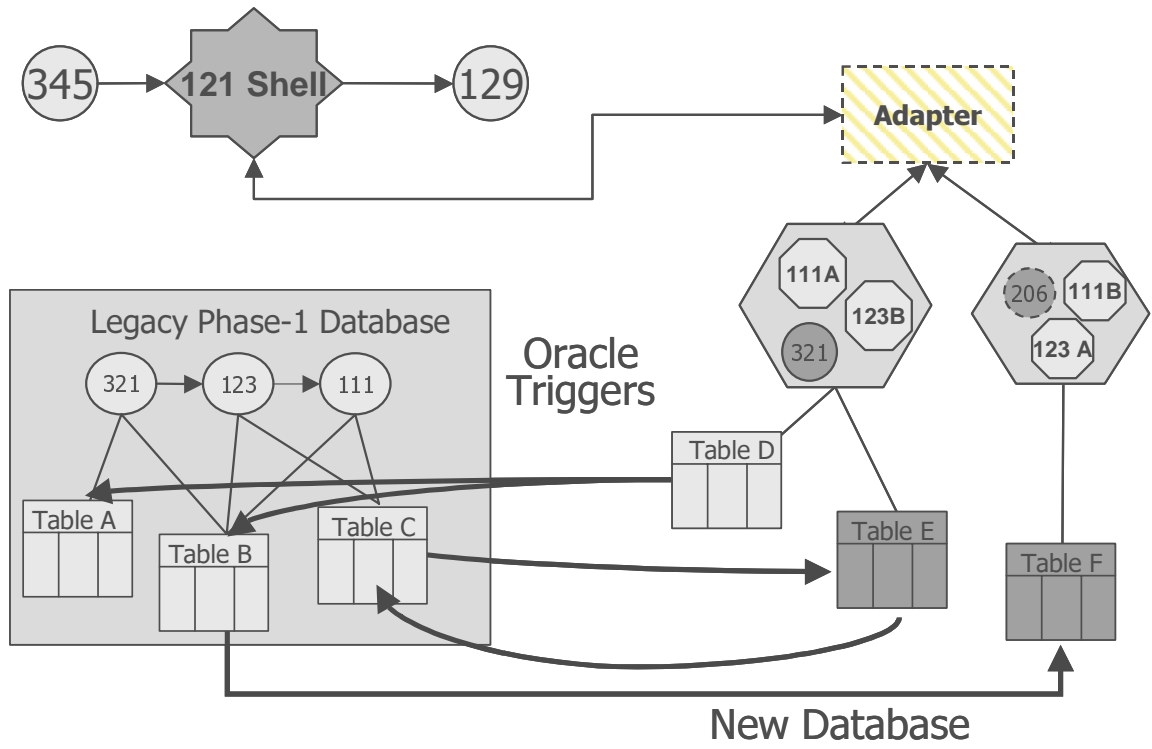 345
121 Shell
129
Adapter
111A
123B
321
206
111B
123 A
Legacy Phase-1 Database
321
123
111
Oracle
Triggers
Table D
Table A
Table B
Table C
Table E
Table F
New Database